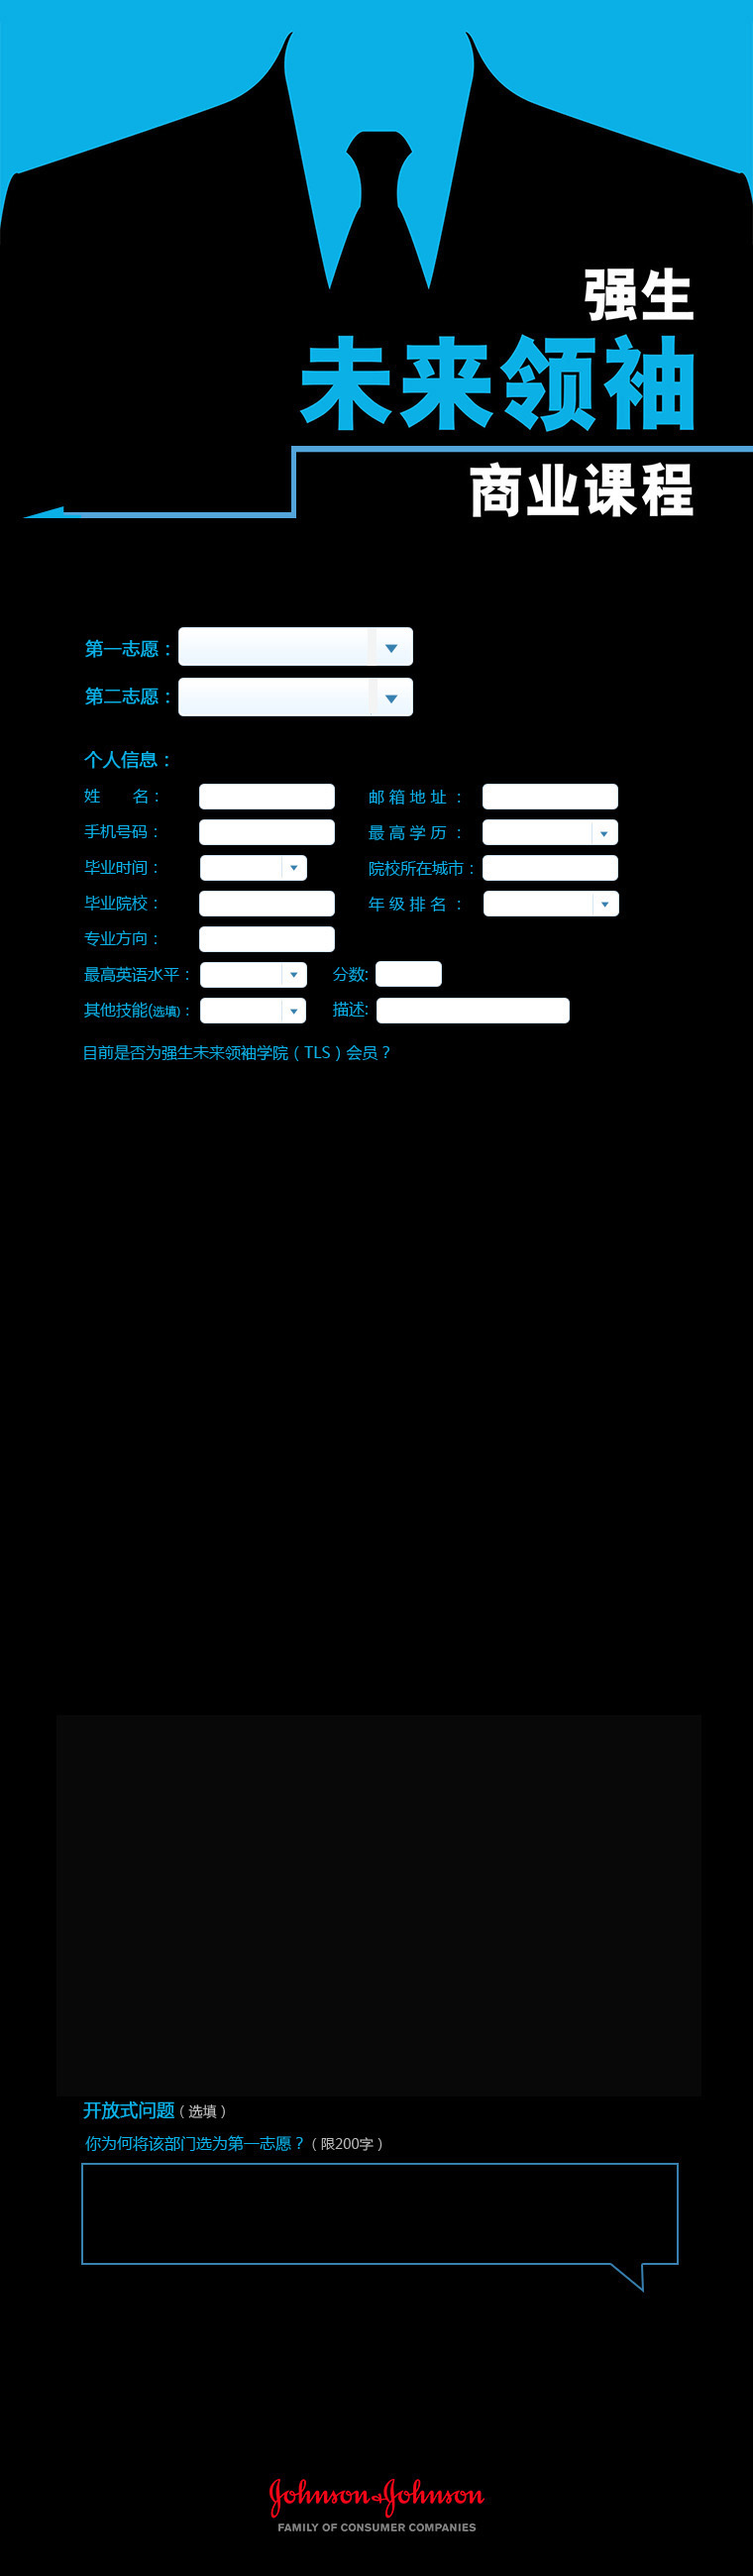 强生
未来领袖
商业课程
第一志愿：
第二志愿：
个人信息：
姓 名：
邮箱地址：
手机号码：
最高学历：
毕业时间：
院校所在城市：
毕业院校：
年级排名：
专业方向：
最高英语水平： 分数:
其他技能(选填)： 描述:
目前是否为强生未来领袖学院（TLS）会员？
开放式问题（选填）
你为何将该部门选为第一志愿？（限200字）
Johnson & Johnson
FAMILY OF CONSUMER COMPANIES